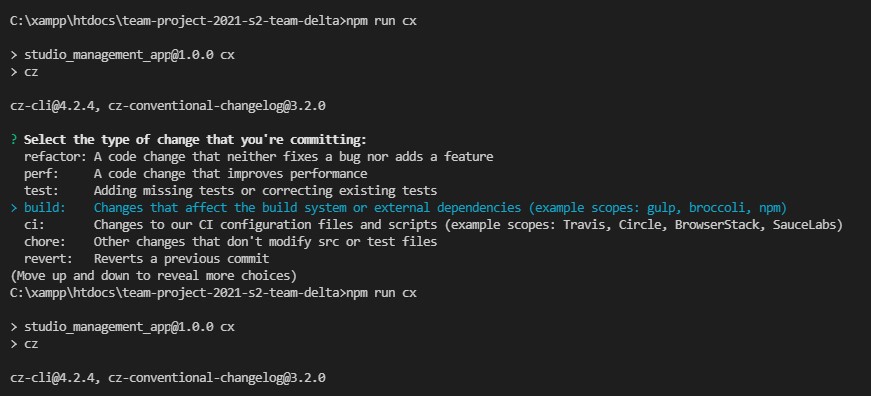 C:\xampp\htdocs\team-project-2021-s2-team-delta>npm run cx
> studio_management_app@1.0.0 cx
> cz
cz-cli@4.2.4, cz-conventional-changelog@3.2.0
? Select the type of change that you're committing:
refactor: A code change that neither fixes a bug nor adds a feature
perf: A code change that improves performance
test: Adding missing tests or correcting existing tests
> build: Changes that affect the build system or external dependencies (example scopes: gulp, broccoli, npm)
ci: Changes to our CI configuration files and scripts (example scopes: Travis, Circle, BrowserStack, SauceLabs)
chore: Other changes that don't modify src or test files
revert: Reverts a previous commit
(Move up and down to reveal more choices)
C:\xampp\htdocs\team-project-2021-s2-team-delta>npm run cx
> studio_management_app@1.0.0 cx
> cz
cz-cli@4.2.4, cz-conventional-changelog@3.2.0